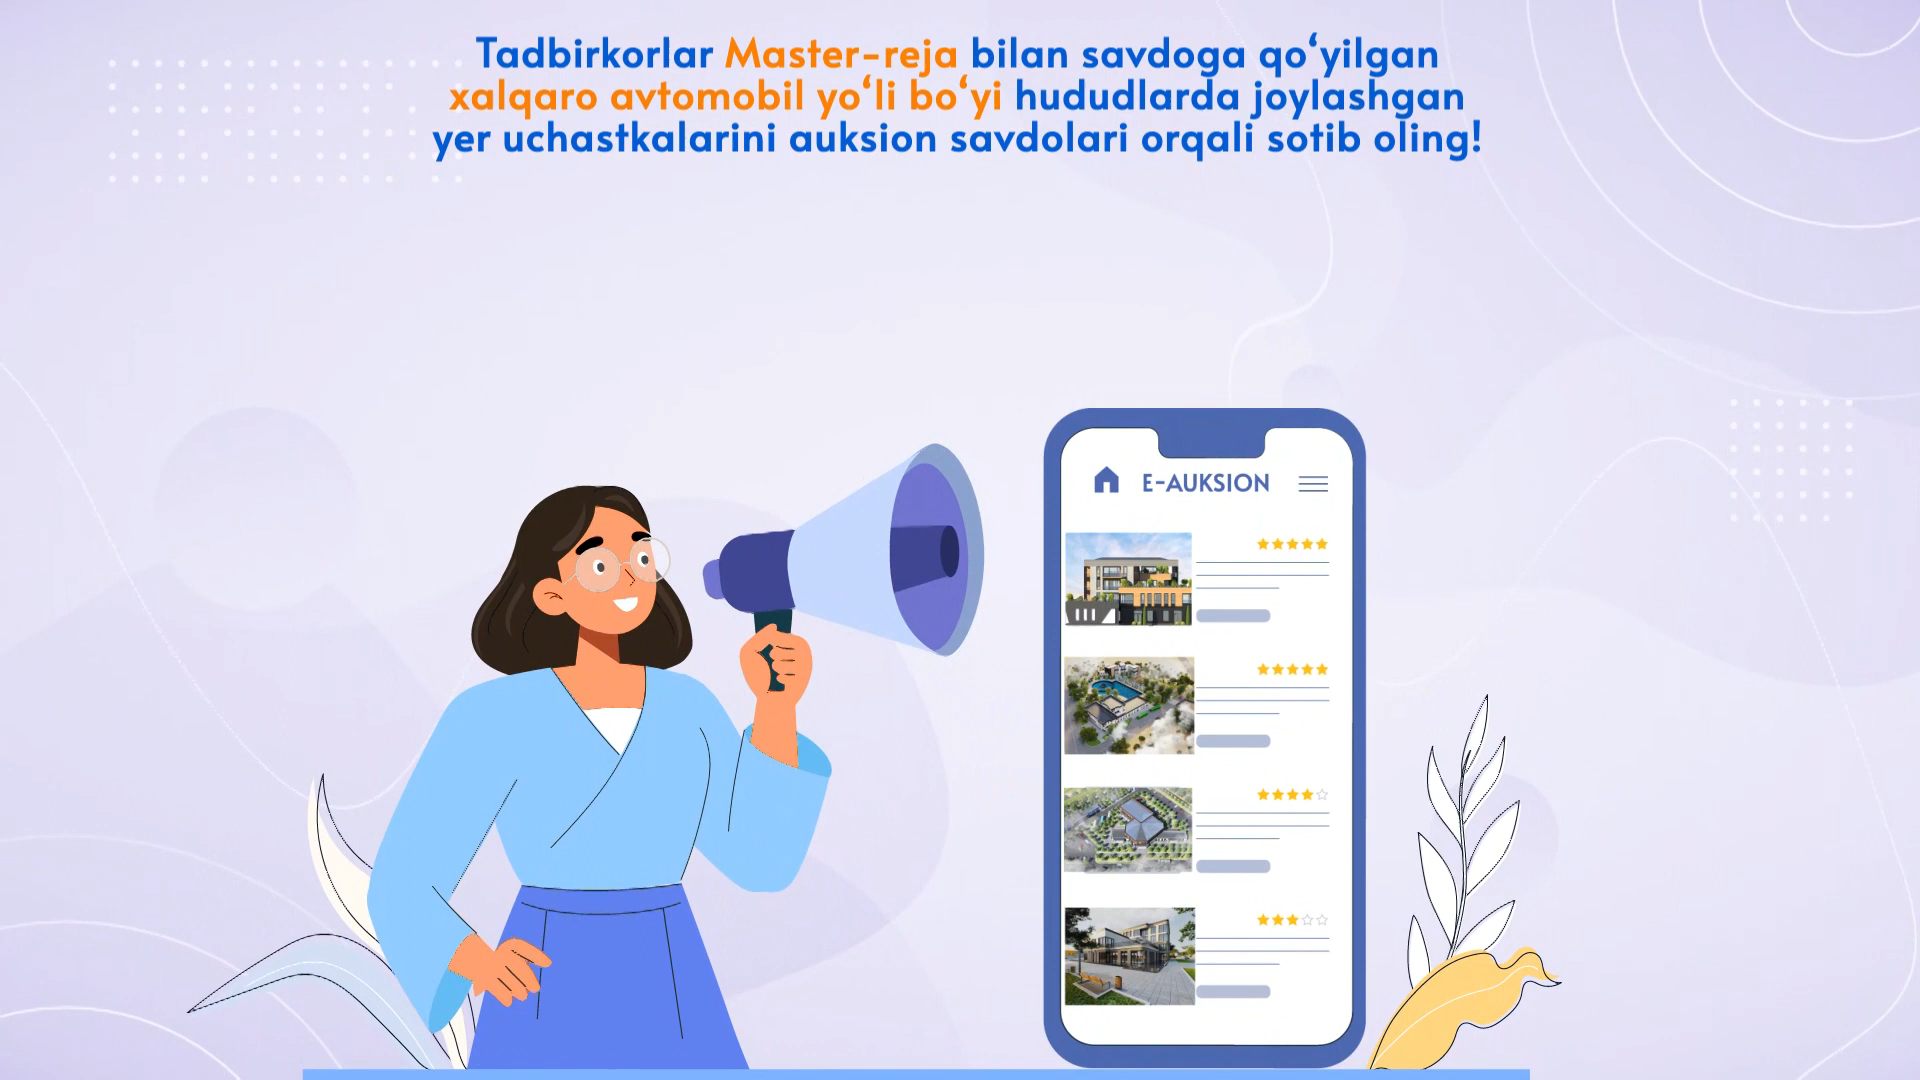 Tadbirkorlar Master-reja bilan savdoga qo‘yilgan
xalqaro avtomobil yo‘li bo‘yi hududlarda joylashgan
yer uchastkalarini auksion savdolari orqali sotib oling!
E-AUKSION